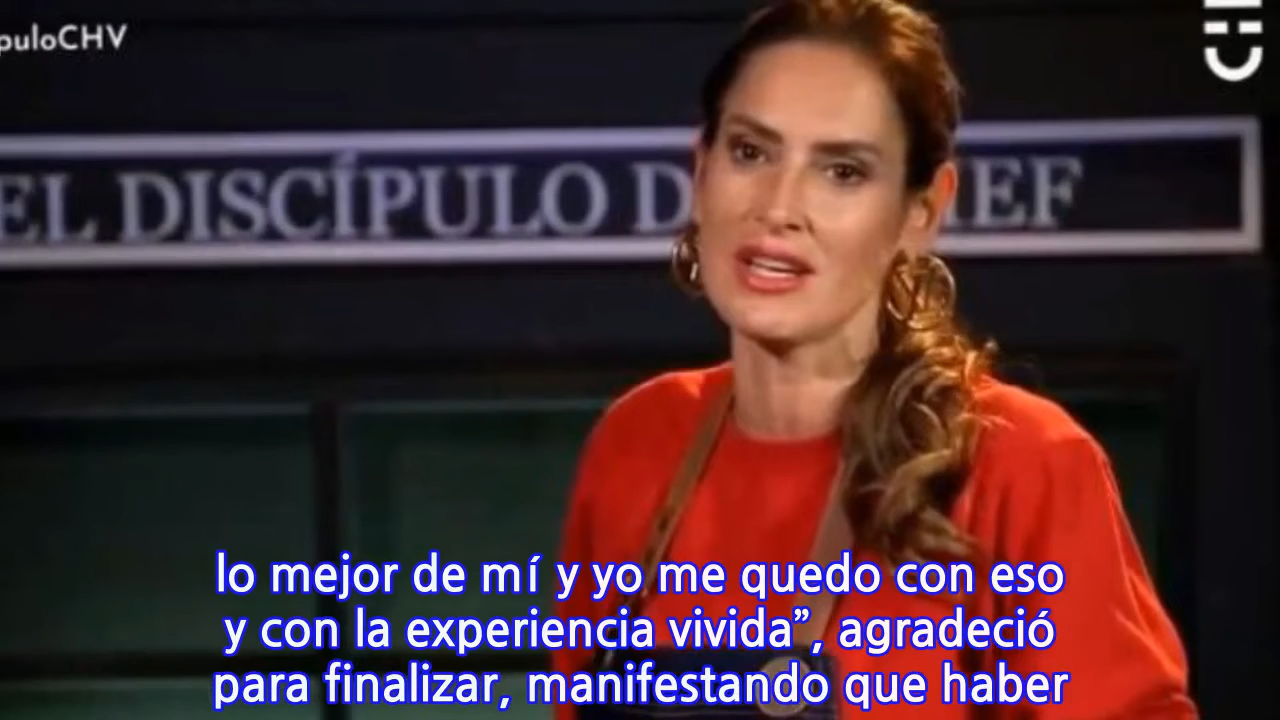 puloCHV
EL DISCÍPULO D
EF
lo mejor de mí y yo me quedo con eso
y con la experiencia vivida”, agradeció
para finalizar, manifestando que haber